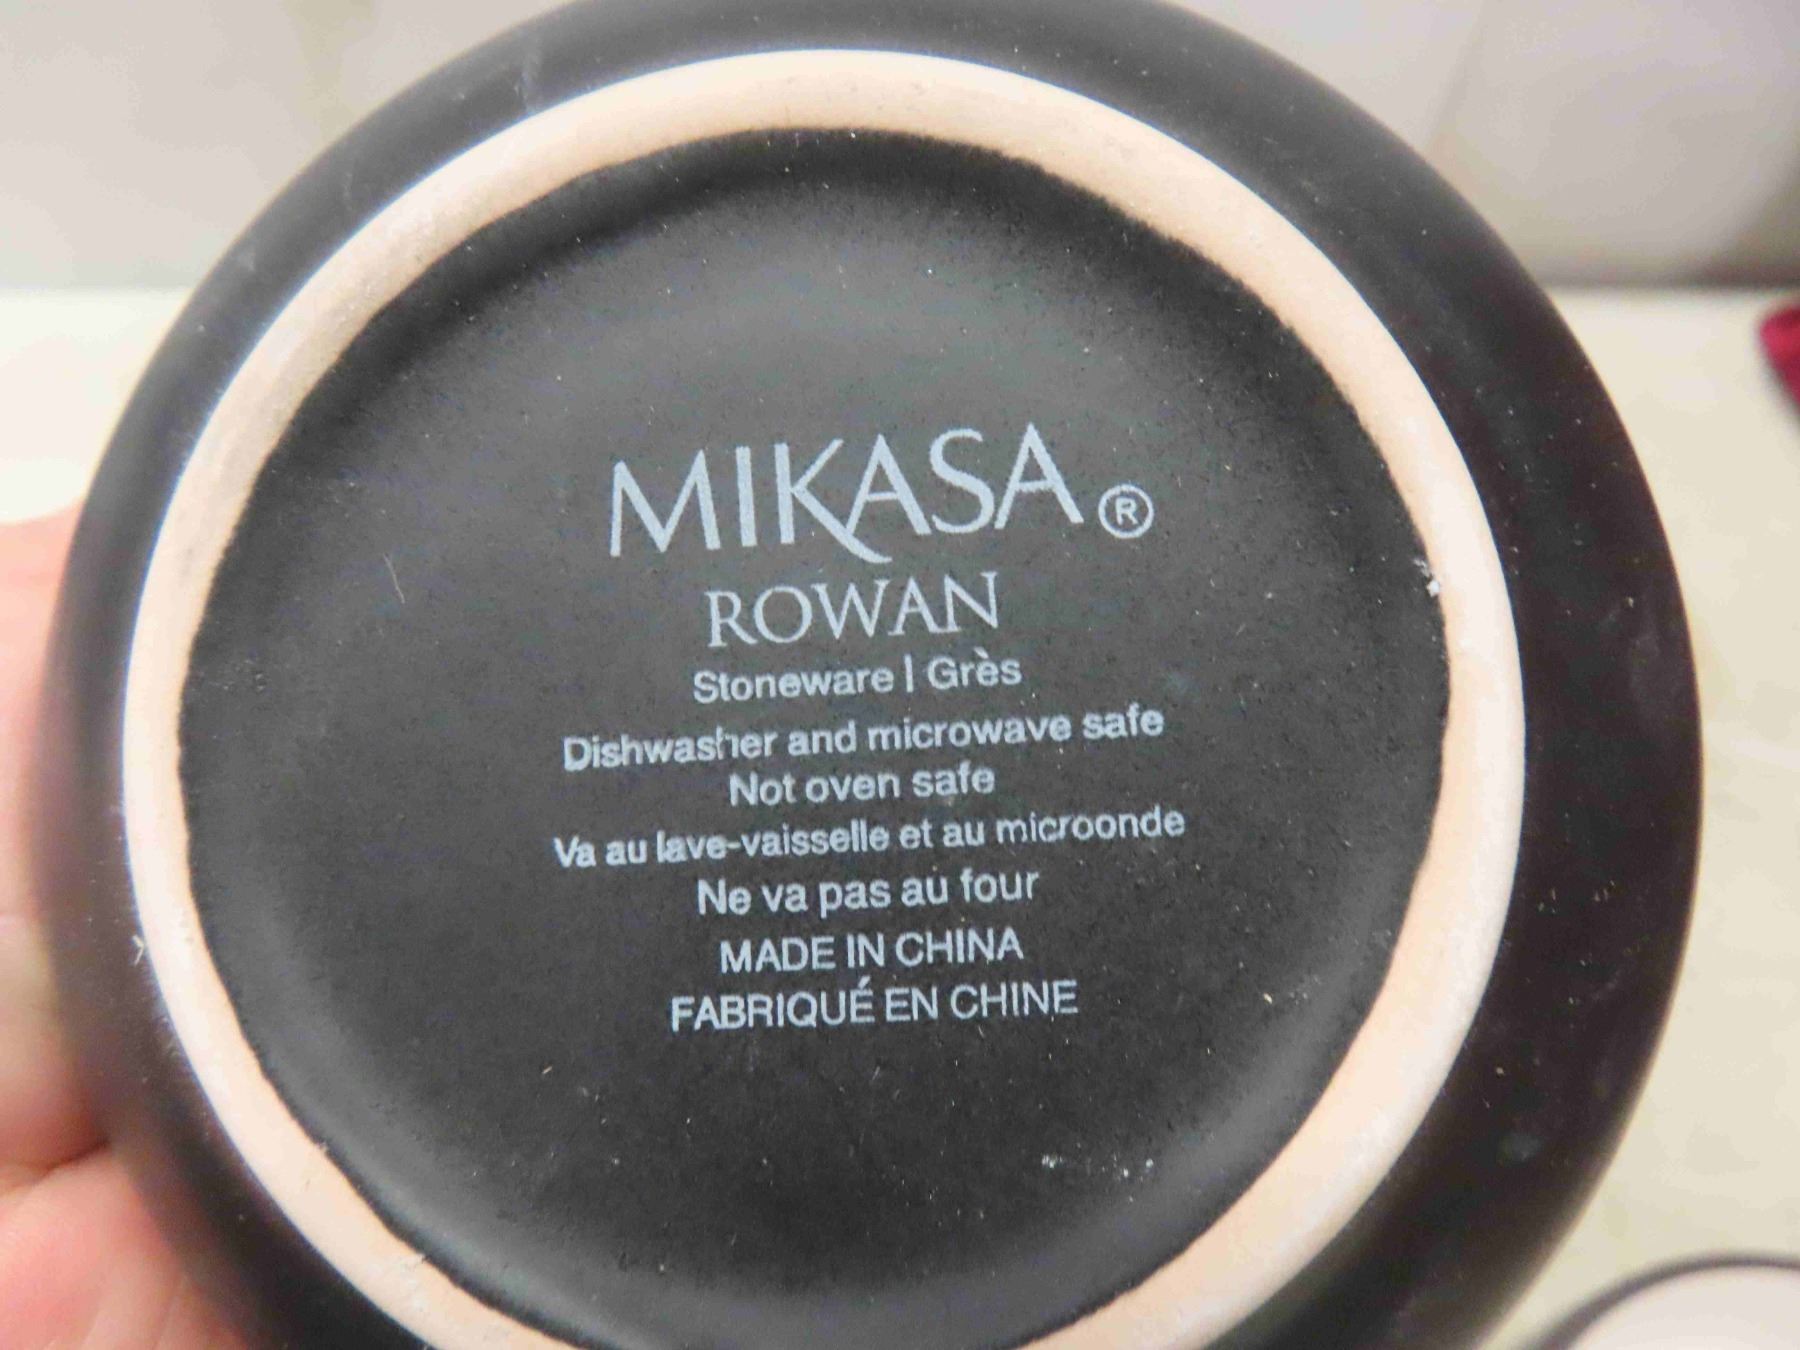 MIKASA®
ROWAN
Stoneware | Grès
Dishwasher and microwave safe
Not oven safe
Va au lave-vaisselle et au microonde
Ne va pas au four
MADE IN CHINA
FABRIQUÉ EN CHINE